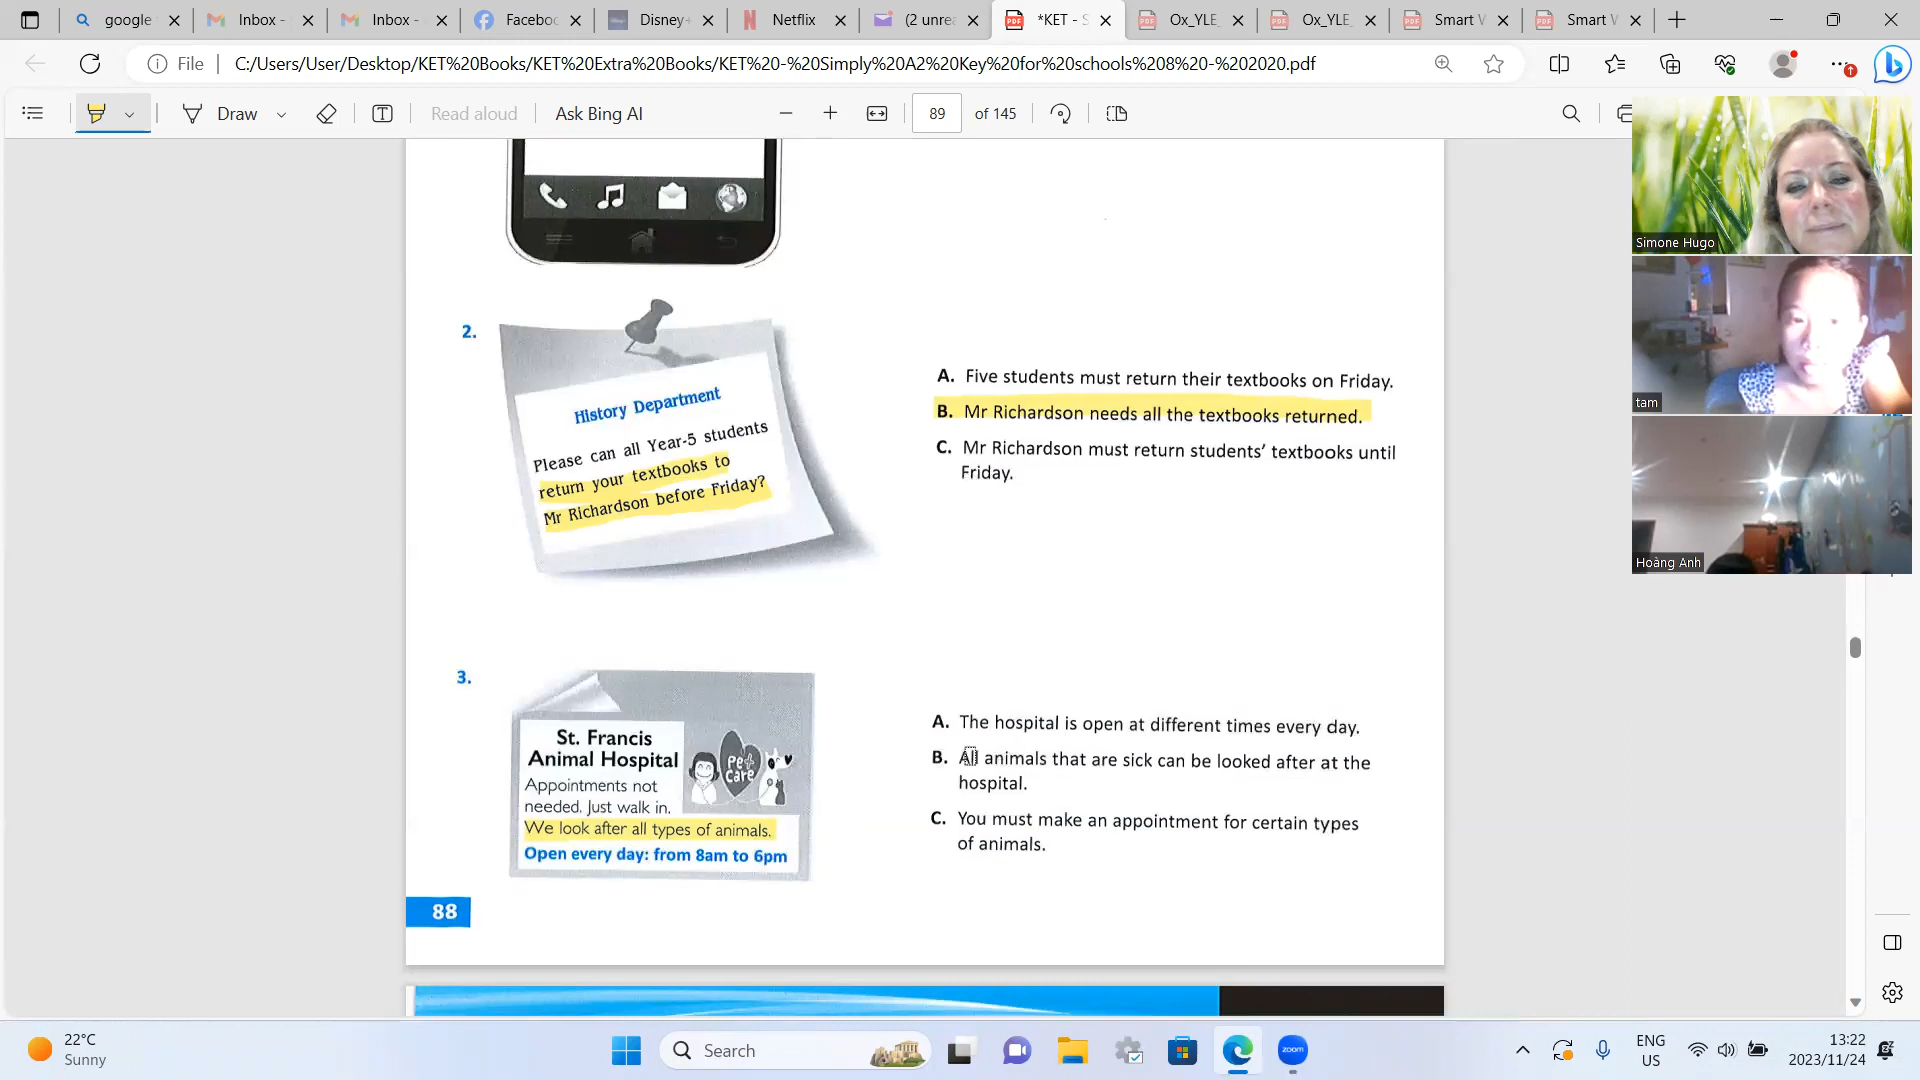 google
Inbox -
Inbox -
Faceboo
Disney+
Netflix
(2 unrea
*KET - S
Ox_YLE_
Ox_YLE_
Smart W
Smart W
File
C:/Users/User/Desktop/KET%20Books/KET%20Extra%20Books/KET%20-%20Simply%20A2%20Key%20for%20schools%208%20-%202020.pdf
Draw
Read aloud
Ask Bing AI
89 of 145
Simone Hugo
tam
Hoàng Anh
2.
History Department
Please can all Year-5 students
return your textbooks to
Mr Richardson before Friday?
A. Five students must return their textbooks on Friday.
B. Mr Richardson needs all the textbooks returned.
C. Mr Richardson must return students’ textbooks until
Friday.
3.
St. Francis
Animal Hospital
Appointments not
needed. Just walk in.
We look after all types of animals.
Open every day: from 8am to 6pm
Pet
Care
A. The hospital is open at different times every day.
B. All animals that are sick can be looked after at the
hospital.
C. You must make an appointment for certain types
of animals.
88
22°C
Sunny
Search
zoom
ENG
US
13:22
2023/11/24